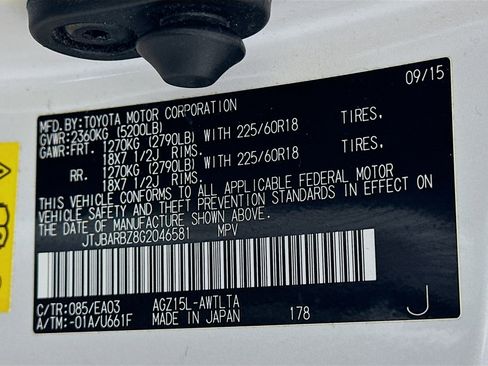 09/15
MFD.BY:TOYOTA MOTOR CORPORATION
GVWR:2360KG (5200LB)
GAWR:FRT. 1270KG (2790LB) WITH 225/60R18 TIRES,
18X7 1/2J RIMS.
RR. 1270KG (2790LB) WITH 225/60R18 TIRES,
18X7 1/2J RIMS.
THIS VEHICLE CONFORMS TO ALL APPLICABLE FEDERAL MOTOR
VEHICLE SAFETY AND THEFT PREVENTION STANDARDS IN EFFECT ON
THE DATE OF MANUFACTURE SHOWN ABOVE.
JTJBARBZ8G2046581 MPV
C/TR:085/EA03 AGZ15L-AWTLTA
A/TM:-01A/U661F MADE IN JAPAN 178 J